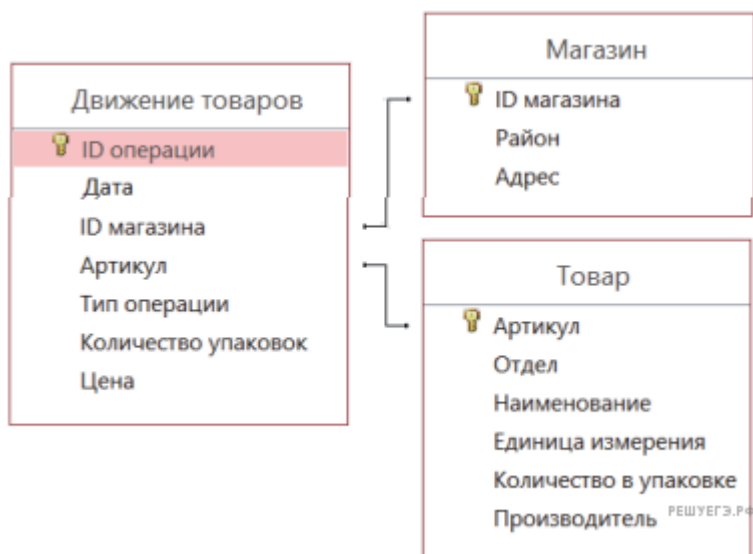 Движение товаров
ID операции
Дата
ID магазина
Артикул
Тип операции
Количество упаковок
Цена
Магазин
ID магазина
Район
Адрес
Товар
Артикул
Отдел
Наименование
Единица измерения
Количество в упаковке
Производитель
РЕШУЕГЭ.РФ